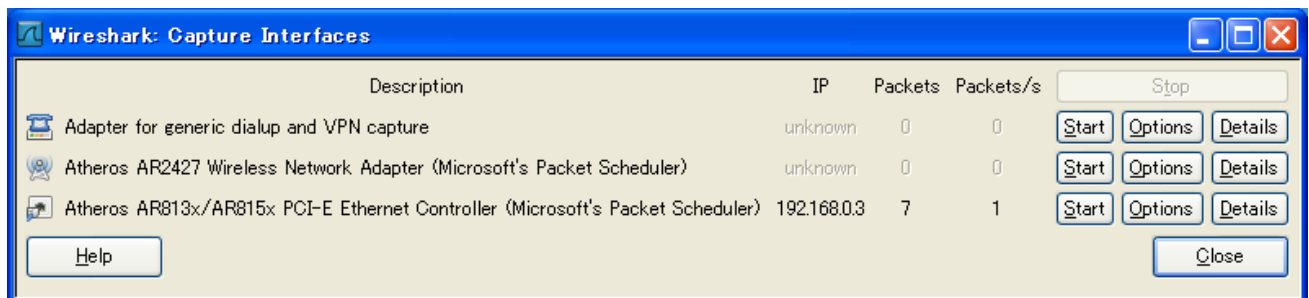 Wireshark: Capture Interfaces
Description IP Packets Packets/s Stop
Adapter for generic dialup and VPN capture unknown 0 0 Start Options Details
Atheros AR2427 Wireless Network Adapter (Microsoft's Packet Scheduler) unknown 0 0 Start Options Details
Atheros AR813x/AR815x PCI-E Ethernet Controller (Microsoft's Packet Scheduler) 192.168.0.3 7 1 Start Options Details
Help Close